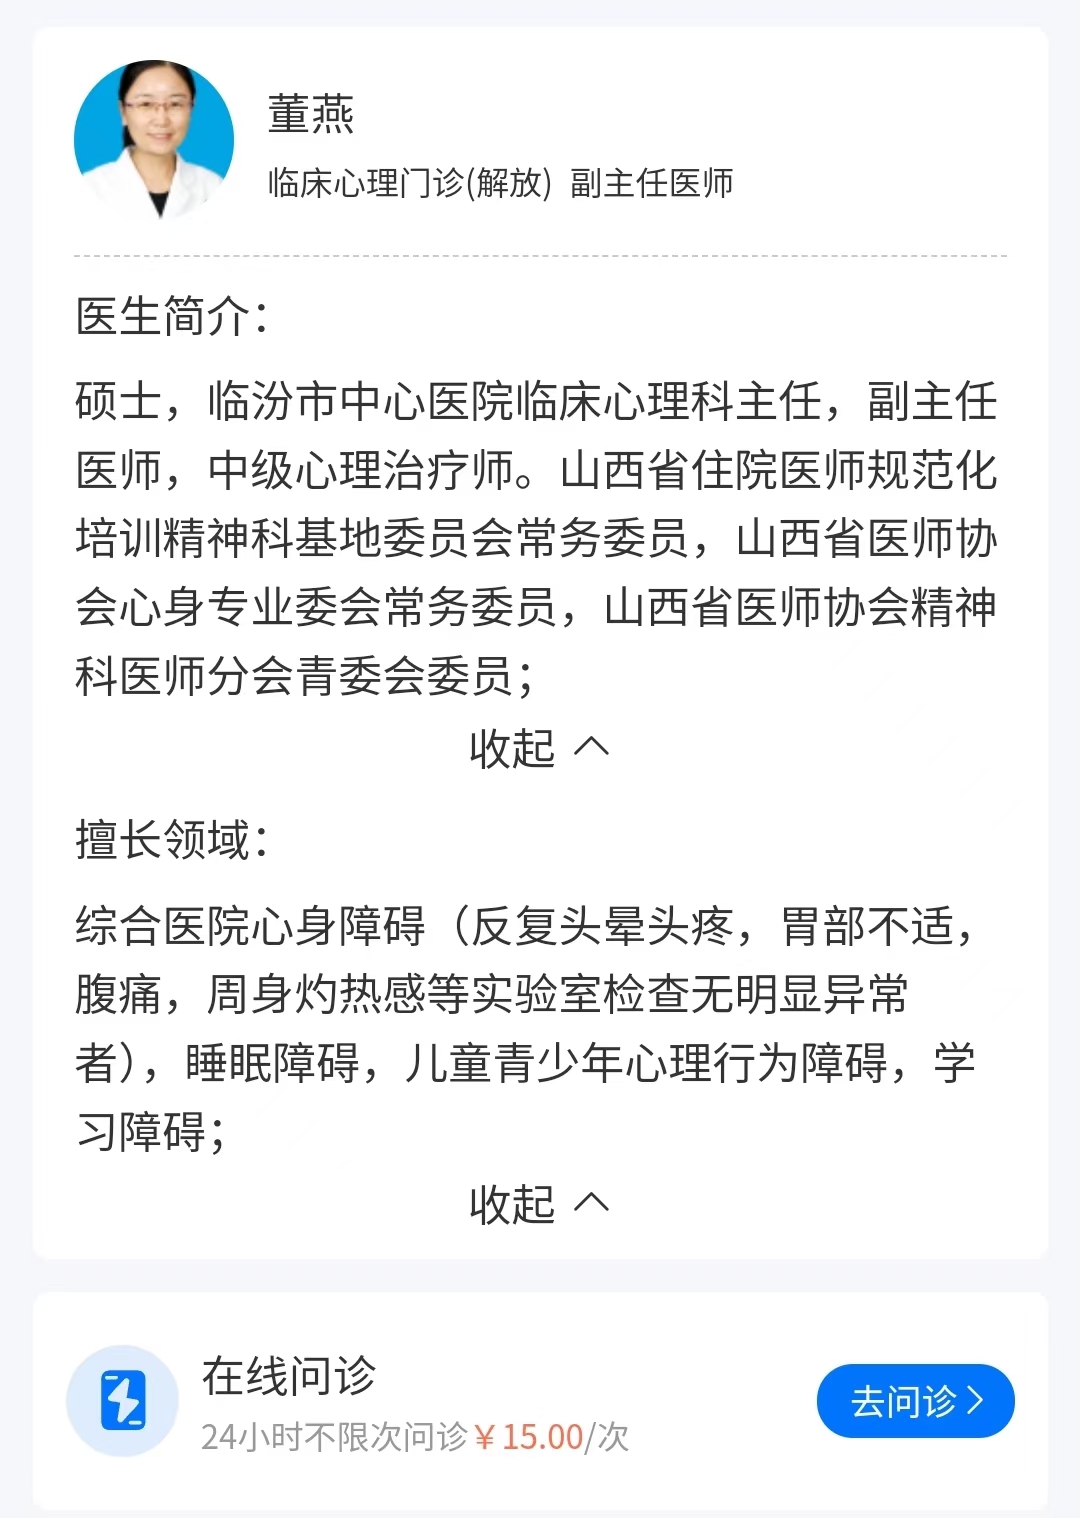 董燕
临床心理门诊(解放) 副主任医师
医生简介：
硕士，临汾市中心医院临床心理科主任，副主任
医师，中级心理治疗师。山西省住院医师规范化
培训精神科基地委员会常务委员，山西省医师协
会心身专业委会常务委员，山西省医师协会精神
科医师分会青委会委员；
收起
擅长领域：
综合医院心身障碍（反复头晕头疼，胃部不适，
腹痛，周身灼热感等实验室检查无明显异常
者），睡眠障碍，儿童青少年心理行为障碍，学
习障碍；
收起
在线问诊
24小时不限次问诊￥15.00/次
去问诊